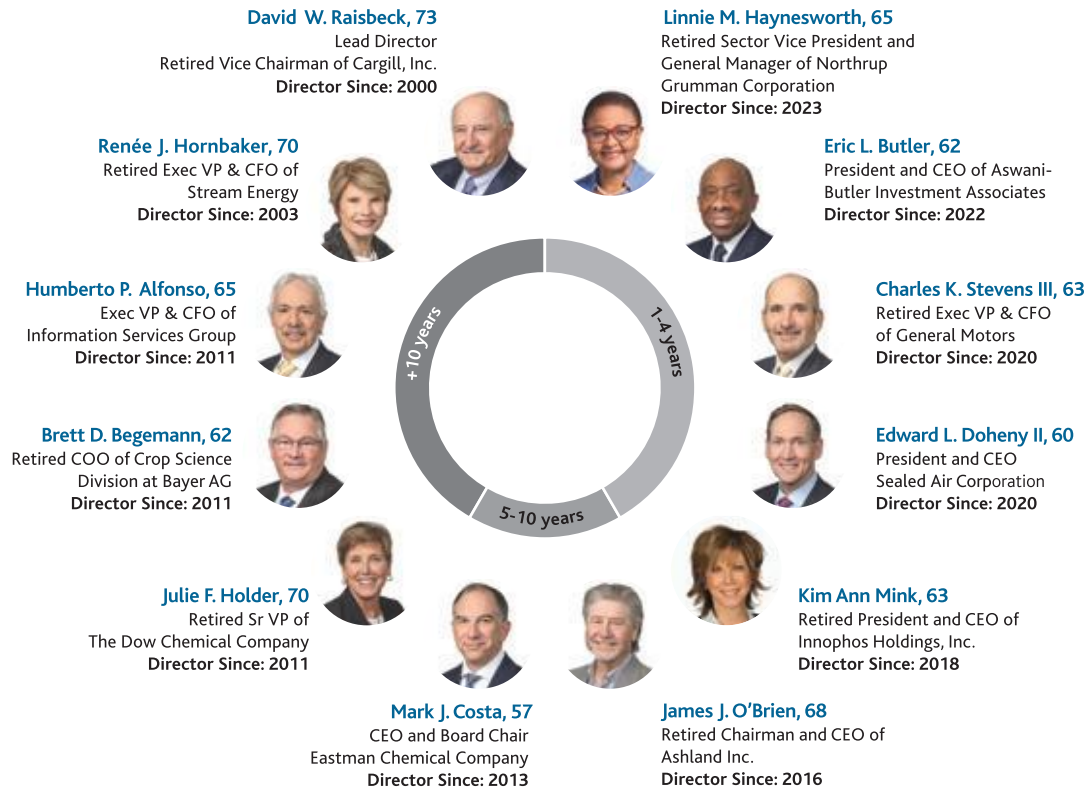 David W. Raisbeck, 73
Lead Director
Retired Vice Chairman of Cargill, Inc.
Director Since: 2000
Linnie M. Haynesworth, 65
Retired Sector Vice President and
General Manager of Northrup
Grumman Corporation
Director Since: 2023
Renée J. Hornbaker, 70
Retired Exec VP & CFO of
Stream Energy
Director Since: 2003
Eric L. Butler, 62
President and CEO of Aswani-
Butler Investment Associates
Director Since: 2022
Humberto P. Alfonso, 65
Exec VP & CFO of
Information Services Group
Director Since: 2011
Charles K. Stevens III, 63
Retired Exec VP & CFO
of General Motors
Director Since: 2020
+10 years
1-4 years
Brett D. Begemann, 62
Retired COO of Crop Science
Division at Bayer AG
Director Since: 2011
Edward L. Doheny II, 60
President and CEO
Sealed Air Corporation
Director Since: 2020
5-10 years
Julie F. Holder, 70
Retired Sr VP of
The Dow Chemical Company
Director Since: 2011
Kim Ann Mink, 63
Retired President and CEO of
Innophos Holdings, Inc.
Director Since: 2018
Mark J. Costa, 57
CEO and Board Chair
Eastman Chemical Company
Director Since: 2013
James J. O’Brien, 68
Retired Chairman and CEO of
Ashland Inc.
Director Since: 2016